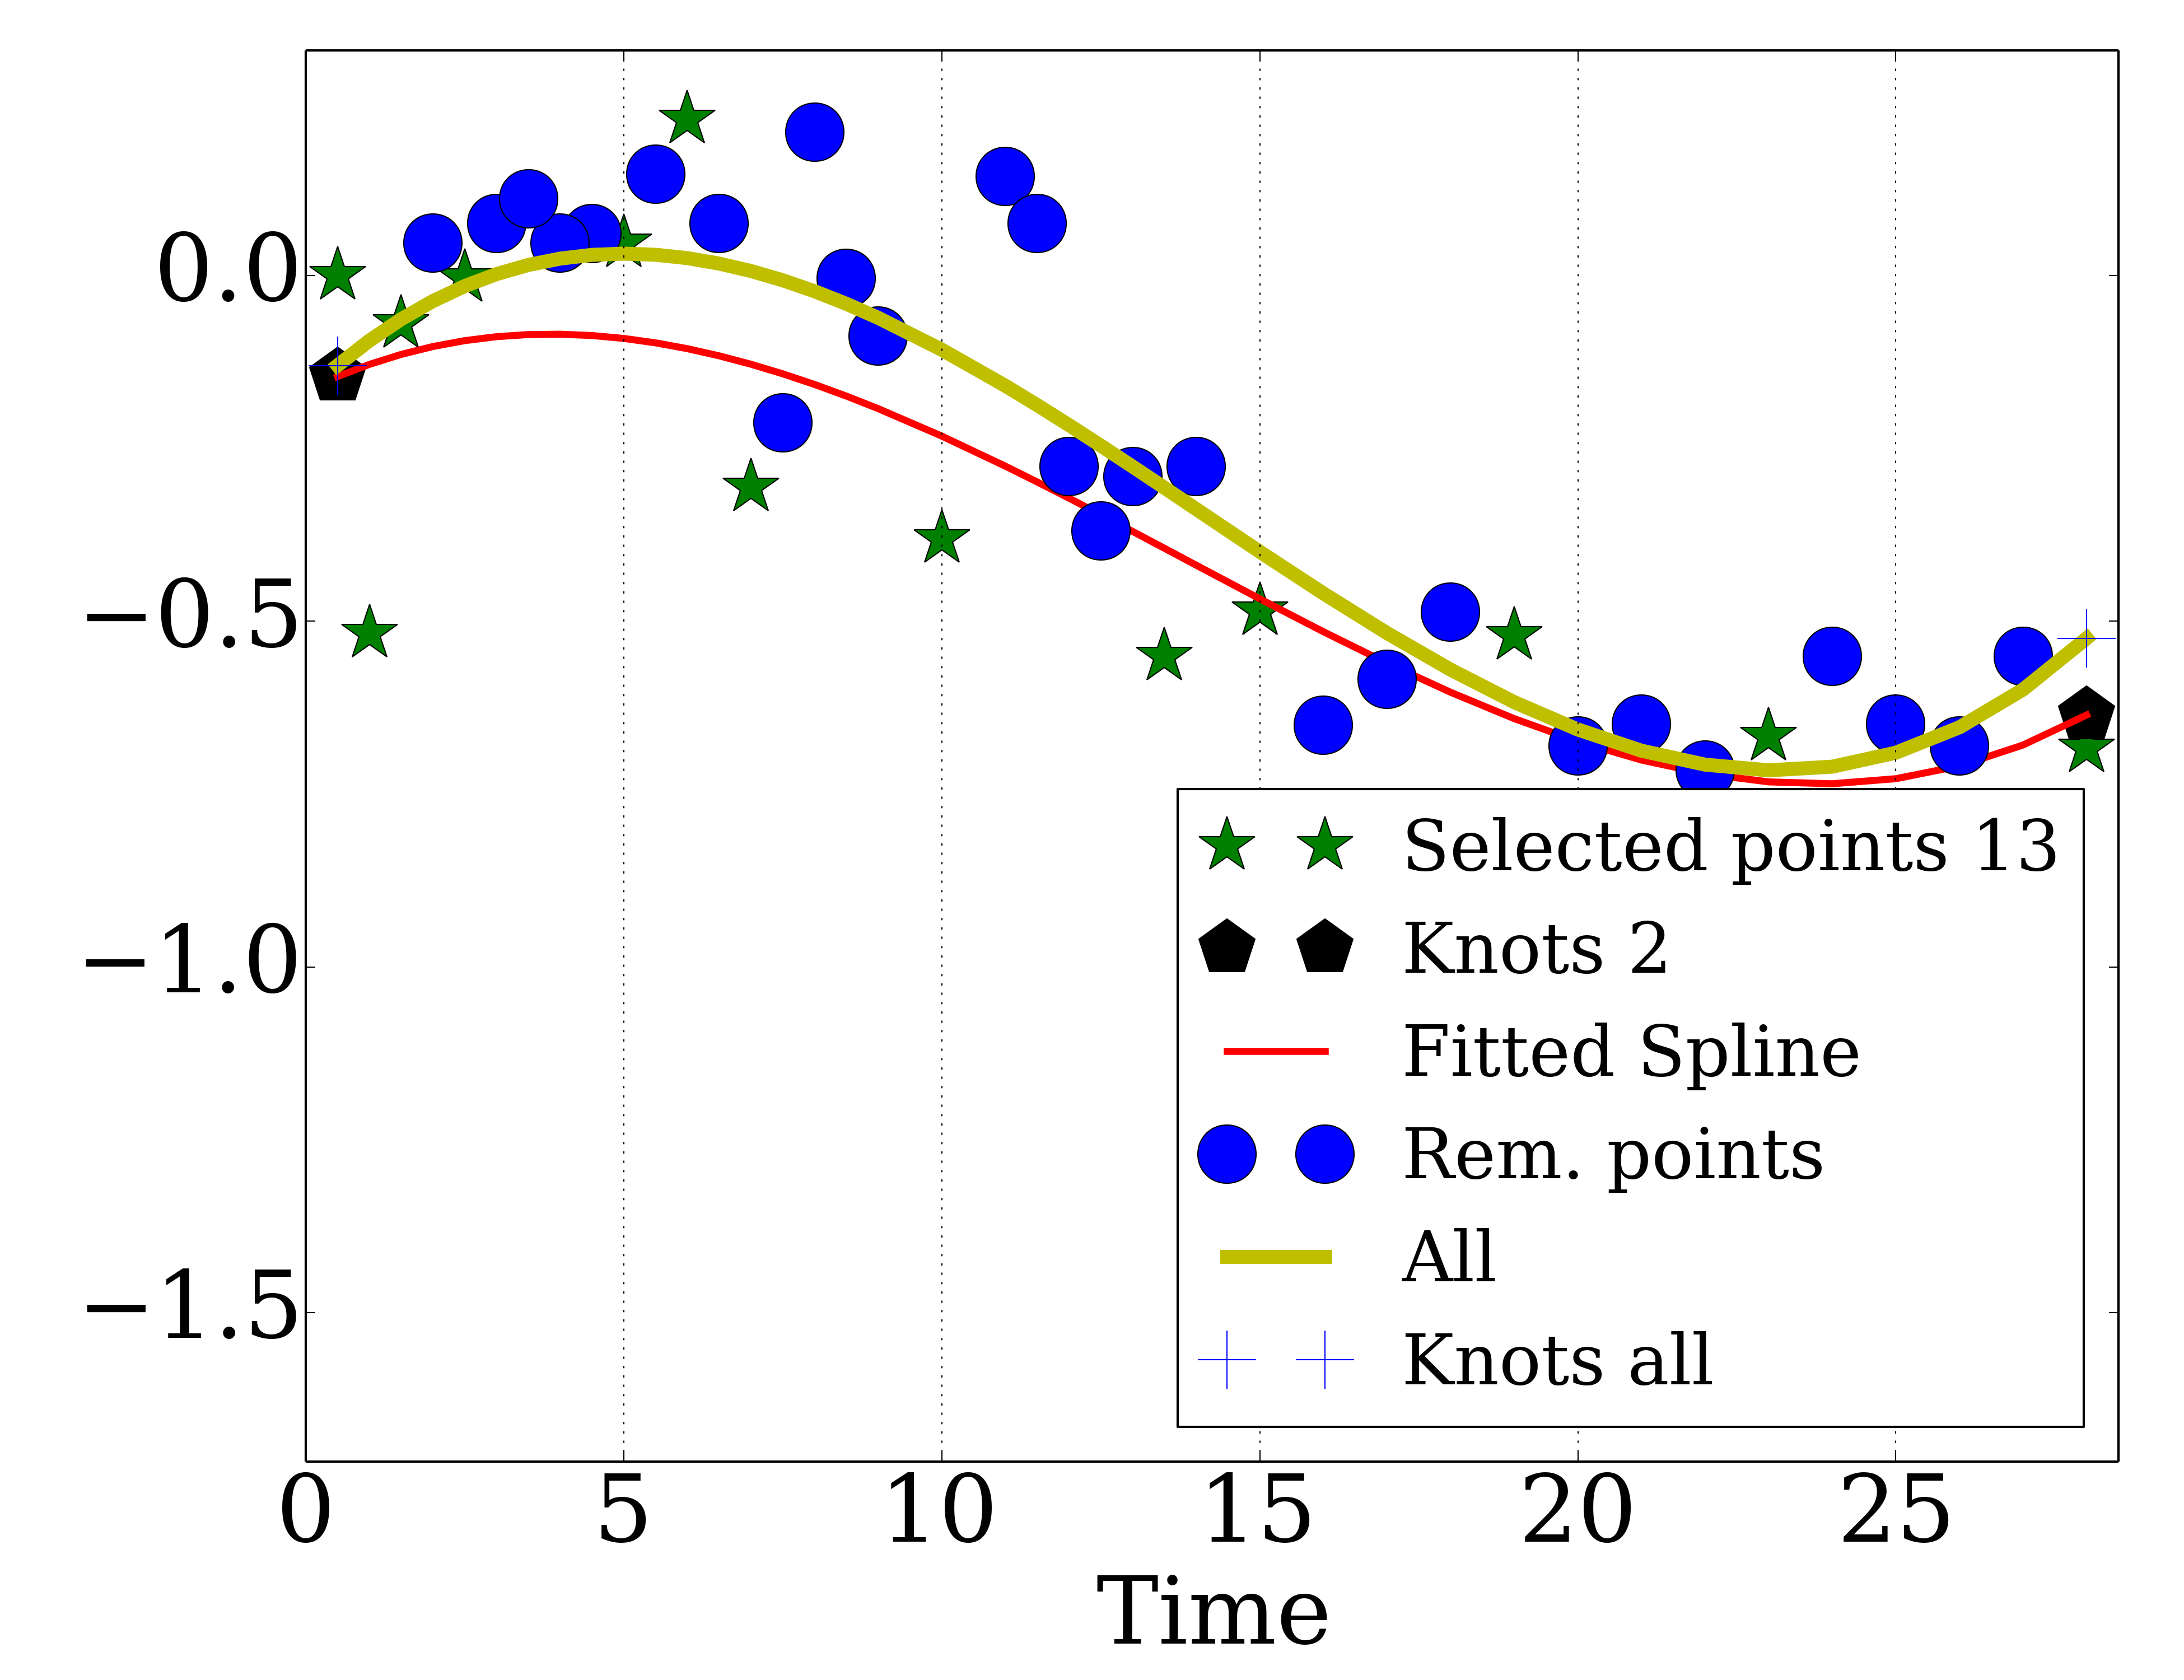 0.0
−0.5
−1.0
−1.5
Selected points 13
Knots 2
Fitted Spline
Rem. points
All
Knots all
0 5 10 15 20 25
Time